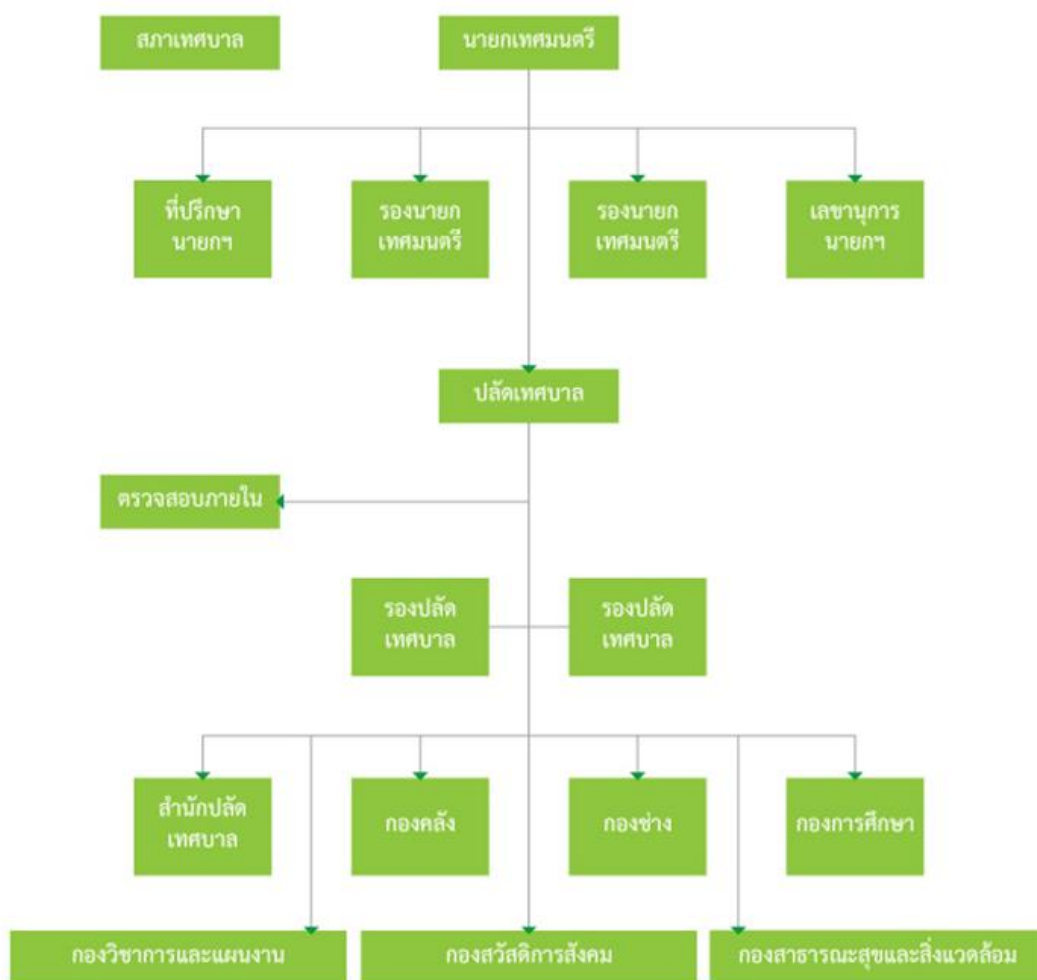 สภาเทศบาล
นายกเทศมนตรี
ที่ปรึกษา
นายกฯ
รองนายก
เทศมนตรี
รองนายก
เทศมนตรี
เลขานุการ
นายกฯ
ปลัดเทศบาล
ตรวจสอบภายใน
รองปลัด
เทศบาล
รองปลัด
เทศบาล
สำนักปลัด
เทศบาล
กองคลัง
กองช่าง
กองการศึกษา
กองวิชาการและแผนงาน
กองสวัสดิการสังคม
กองสาธารณะสุขและสิ่งแวดล้อม